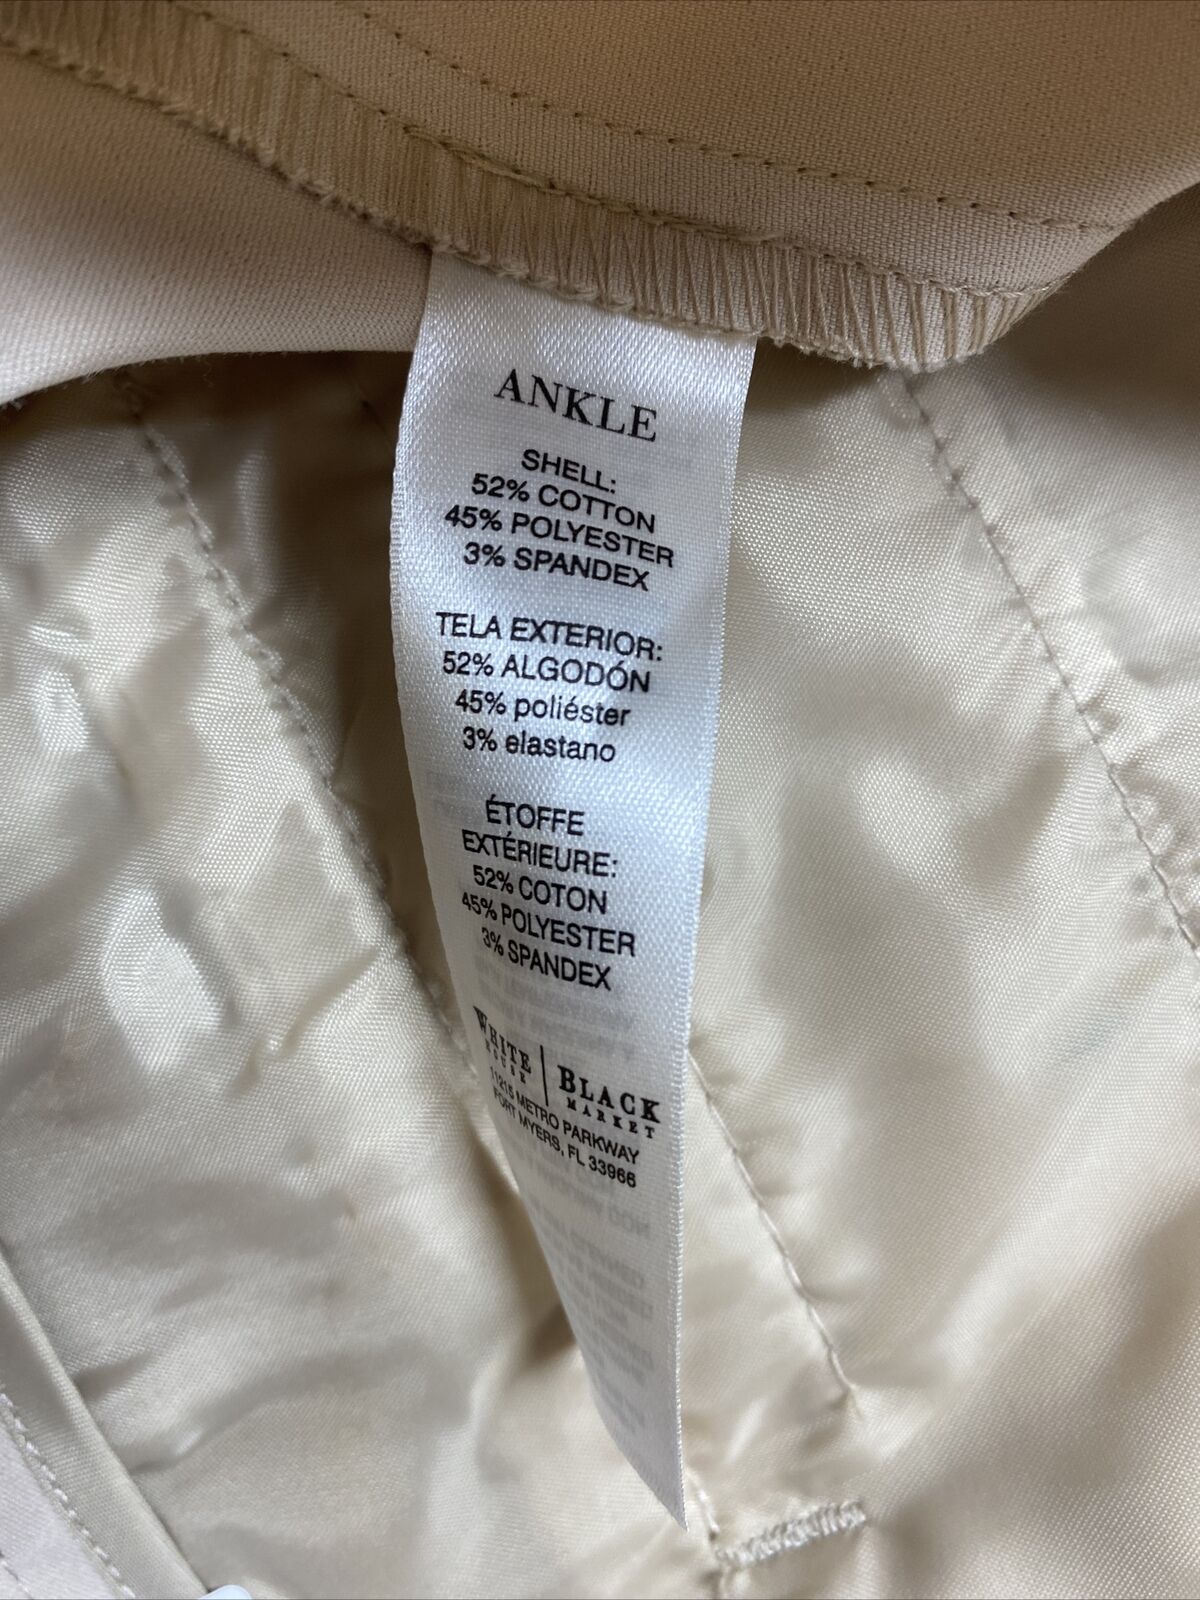 ANKLE
SHELL:
52% COTTON
45% POLYESTER
3% SPANDEX
TELA EXTERIOR:
52% ALGODÓN
45% poliéster
3% elastano
ÉTOFFE
EXTÉRIEURE:
52% COTON
45% POLYESTER
3% SPANDEX
WHITE HOUSE | BLACK MARKET
11215 METRO PARKWAY
FORT MYERS, FL 33966